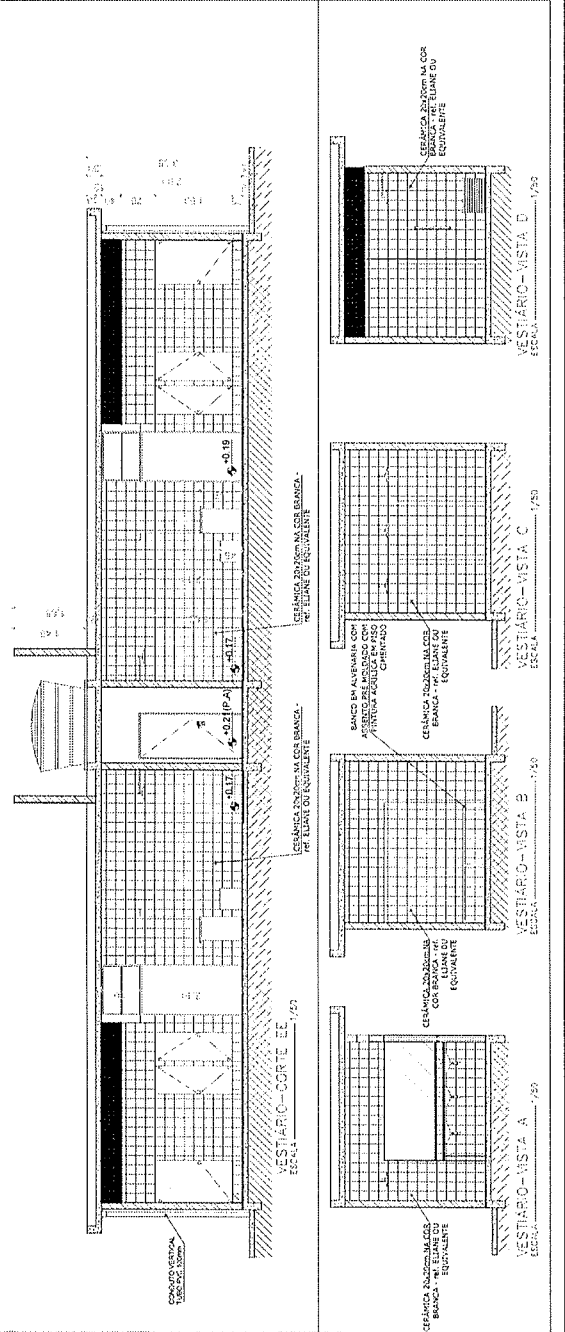 CONDUTO VERTICAL
TUBO PVC 100mm
+0.17
+0.21(P.A)
+0.17
+0.19
CERÂMICA 20x20cm NA COR BRANCA -
ref. ELIANE OU EQUIVALENTE
CERÂMICA 20x20cm NA COR BRANCA -
ref. ELIANE OU EQUIVALENTE
VESTIÁRIO-CORTE EE
ESCALA 1/50
CERÂMICA 20x20cm NA COR
BRANCA - ref. ELIANE OU
EQUIVALENTE
VESTIÁRIO-VISTA A
ESCALA 1/50
CERÂMICA 20x20cm NA
COR BRANCA - ref.
ELIANE OU
EQUIVALENTE
BANCO EM ALVENARIA COM
ASSENTO PRÉ MOLDADO COM
PINTURA ACRÍLICA EM PISO
CIMENTADO
VESTIÁRIO-VISTA B
ESCALA 1/50
CERÂMICA 20x20cm NA COR
BRANCA - ref. ELIANE OU
EQUIVALENTE
VESTIÁRIO-VISTA C
ESCALA 1/50
CERÂMICA 20x20cm NA COR
BRANCA - ref. ELIANE OU
EQUIVALENTE
VESTIÁRIO-VISTA D
ESCALA 1/50